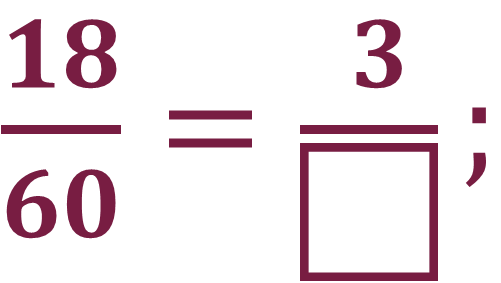 18/60 = 3/□ ;